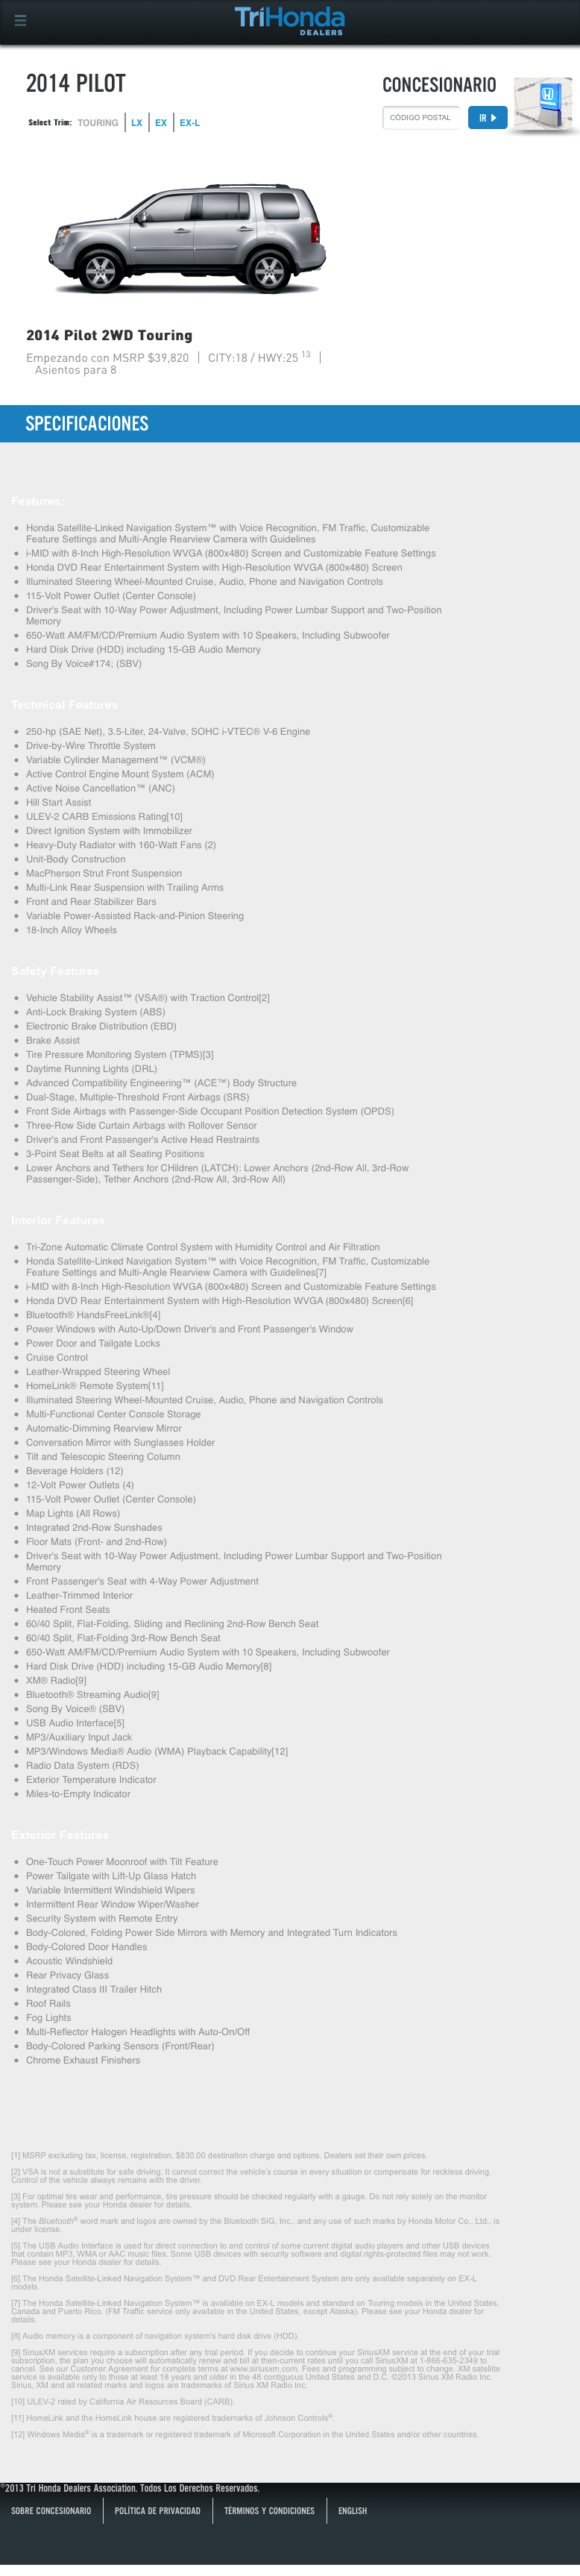 TriHonda
DEALERS
2014 PILOT
Select Trim: TOURING LX EX EX-L
CONCESIONARIO
CÓDIGO POSTAL IR
2014 Pilot 2WD Touring
Empezando con MSRP $39,820 | CITY:18 / HWY:25 13 |
Asientos para 8
SPECIFICACIONES
Features:
Honda Satellite-Linked Navigation System™ with Voice Recognition, FM Traffic, Customizable
Feature Settings and Multi-Angle Rearview Camera with Guidelines
i-MID with 8-Inch High-Resolution WVGA (800x480) Screen and Customizable Feature Settings
Honda DVD Rear Entertainment System with High-Resolution WVGA (800x480) Screen
Illuminated Steering Wheel-Mounted Cruise, Audio, Phone and Navigation Controls
115-Volt Power Outlet (Center Console)
Driver's Seat with 10-Way Power Adjustment, Including Power Lumbar Support and Two-Position
Memory
650-Watt AM/FM/CD/Premium Audio System with 10 Speakers, Including Subwoofer
Hard Disk Drive (HDD) including 15-GB Audio Memory
Song By Voice#174; (SBV)
Technical Features
250-hp (SAE Net), 3.5-Liter, 24-Valve, SOHC i-VTEC® V-6 Engine
Drive-by-Wire Throttle System
Variable Cylinder Management™ (VCM®)
Active Control Engine Mount System (ACM)
Active Noise Cancellation™ (ANC)
Hill Start Assist
ULEV-2 CARB Emissions Rating[10]
Direct Ignition System with Immobilizer
Heavy-Duty Radiator with 160-Watt Fans (2)
Unit-Body Construction
MacPherson Strut Front Suspension
Multi-Link Rear Suspension with Trailing Arms
Front and Rear Stabilizer Bars
Variable Power-Assisted Rack-and-Pinion Steering
18-Inch Alloy Wheels
Safety Features
Vehicle Stability Assist™ (VSA®) with Traction Control[2]
Anti-Lock Braking System (ABS)
Electronic Brake Distribution (EBD)
Brake Assist
Tire Pressure Monitoring System (TPMS)[3]
Daytime Running Lights (DRL)
Advanced Compatibility Engineering™ (ACE™) Body Structure
Dual-Stage, Multiple-Threshold Front Airbags (SRS)
Front Side Airbags with Passenger-Side Occupant Position Detection System (OPDS)
Three-Row Side Curtain Airbags with Rollover Sensor
Driver's and Front Passenger's Active Head Restraints
3-Point Seat Belts at all Seating Positions
Lower Anchors and Tethers for CHildren (LATCH): Lower Anchors (2nd-Row All, 3rd-Row
Passenger-Side), Tether Anchors (2nd-Row All, 3rd-Row All)
Interior Features
Tri-Zone Automatic Climate Control System with Humidity Control and Air Filtration
Honda Satellite-Linked Navigation System™ with Voice Recognition, FM Traffic, Customizable
Feature Settings and Multi-Angle Rearview Camera with Guidelines[7]
i-MID with 8-Inch High-Resolution WVGA (800x480) Screen and Customizable Feature Settings
Honda DVD Rear Entertainment System with High-Resolution WVGA (800x480) Screen[6]
Bluetooth® HandsFreeLink®[4]
Power Windows with Auto-Up/Down Driver's and Front Passenger's Window
Power Door and Tailgate Locks
Cruise Control
Leather-Wrapped Steering Wheel
HomeLink® Remote System[11]
Illuminated Steering Wheel-Mounted Cruise, Audio, Phone and Navigation Controls
Multi-Functional Center Console Storage
Automatic-Dimming Rearview Mirror
Conversation Mirror with Sunglasses Holder
Tilt and Telescopic Steering Column
Beverage Holders (12)
12-Volt Power Outlets (4)
115-Volt Power Outlet (Center Console)
Map Lights (All Rows)
Integrated 2nd-Row Sunshades
Floor Mats (Front- and 2nd-Row)
Driver's Seat with 10-Way Power Adjustment, Including Power Lumbar Support and Two-Position
Memory
Front Passenger's Seat with 4-Way Power Adjustment
Leather-Trimmed Interior
Heated Front Seats
60/40 Split, Flat-Folding, Sliding and Reclining 2nd-Row Bench Seat
60/40 Split, Flat-Folding 3rd-Row Bench Seat
650-Watt AM/FM/CD/Premium Audio System with 10 Speakers, Including Subwoofer
Hard Disk Drive (HDD) including 15-GB Audio Memory[8]
XM® Radio[9]
Bluetooth® Streaming Audio[9]
Song By Voice® (SBV)
USB Audio Interface[5]
MP3/Auxiliary Input Jack
MP3/Windows Media® Audio (WMA) Playback Capability[12]
Radio Data System (RDS)
Exterior Temperature Indicator
Miles-to-Empty Indicator
Exterior Features
One-Touch Power Moonroof with Tilt Feature
Power Tailgate with Lift-Up Glass Hatch
Variable Intermittent Windshield Wipers
Intermittent Rear Window Wiper/Washer
Security System with Remote Entry
Body-Colored, Folding Power Side Mirrors with Memory and Integrated Turn Indicators
Body-Colored Door Handles
Acoustic Windshield
Rear Privacy Glass
Integrated Class III Trailer Hitch
Roof Rails
Fog Lights
Multi-Reflector Halogen Headlights with Auto-On/Off
Body-Colored Parking Sensors (Front/Rear)
Chrome Exhaust Finishers
[1] MSRP excluding tax, license, registration, $830.00 destination charge and options. Dealers set their own prices.
[2] VSA is not a substitute for safe driving. It cannot correct the vehicle's course in every situation or compensate for reckless driving.
Control of the vehicle always remains with the driver.
[3] For optimal tire wear and performance, tire pressure should be checked regularly with a gauge. Do not rely solely on the monitor
system. Please see your Honda dealer for details.
[4] The Bluetooth® word mark and logos are owned by the Bluetooth SIG, Inc., and any use of such marks by Honda Motor Co., Ltd., is
under license.
[5] The USB Audio Interface is used for direct connection to and control of some current digital audio players and other USB devices
that contain MP3, WMA or AAC music files. Some USB devices with security software and digital rights-protected files may not work.
Please see your Honda dealer for details.
[6] The Honda Satellite-Linked Navigation System™ and DVD Rear Entertainment System are only available separately on EX-L
models.
[7] The Honda Satellite-Linked Navigation System™ is available on EX-L models and standard on Touring models in the United States,
Canada and Puerto Rico. (FM Traffic service only available in the United States, except Alaska). Please see your Honda dealer for
details.
[8] Audio memory is a component of navigation system's hard disk drive (HDD).
[9] SiriusXM services require a subscription after any trial period. If you decide to continue your SiriusXM service at the end of your trial
subscription, the plan you choose will automatically renew and bill at then-current rates until you call SiriusXM at 1-866-635-2349 to
cancel. See our Customer Agreement for complete terms at www.siriusxm.com. Fees and programming subject to change. XM satellite
service is available only to those at least 18 years and older in the 48 contiguous United States and D.C. ©2013 Sirius XM Radio Inc.
Sirius, XM and all related marks and logos are trademarks of Sirius XM Radio Inc.
[10] ULEV-2 rated by California Air Resources Board (CARB).
[11] HomeLink and the HomeLink house are registered trademarks of Johnson Controls®.
[12] Windows Media® is a trademark or registered trademark of Microsoft Corporation in the United States and/or other countries.
®2013 Tri Honda Dealers Association. Todos Los Derechos Reservados.
SOBRE CONCESIONARIO POLÍTICA DE PRIVACIDAD TÉRMINOS Y CONDICIONES ENGLISH